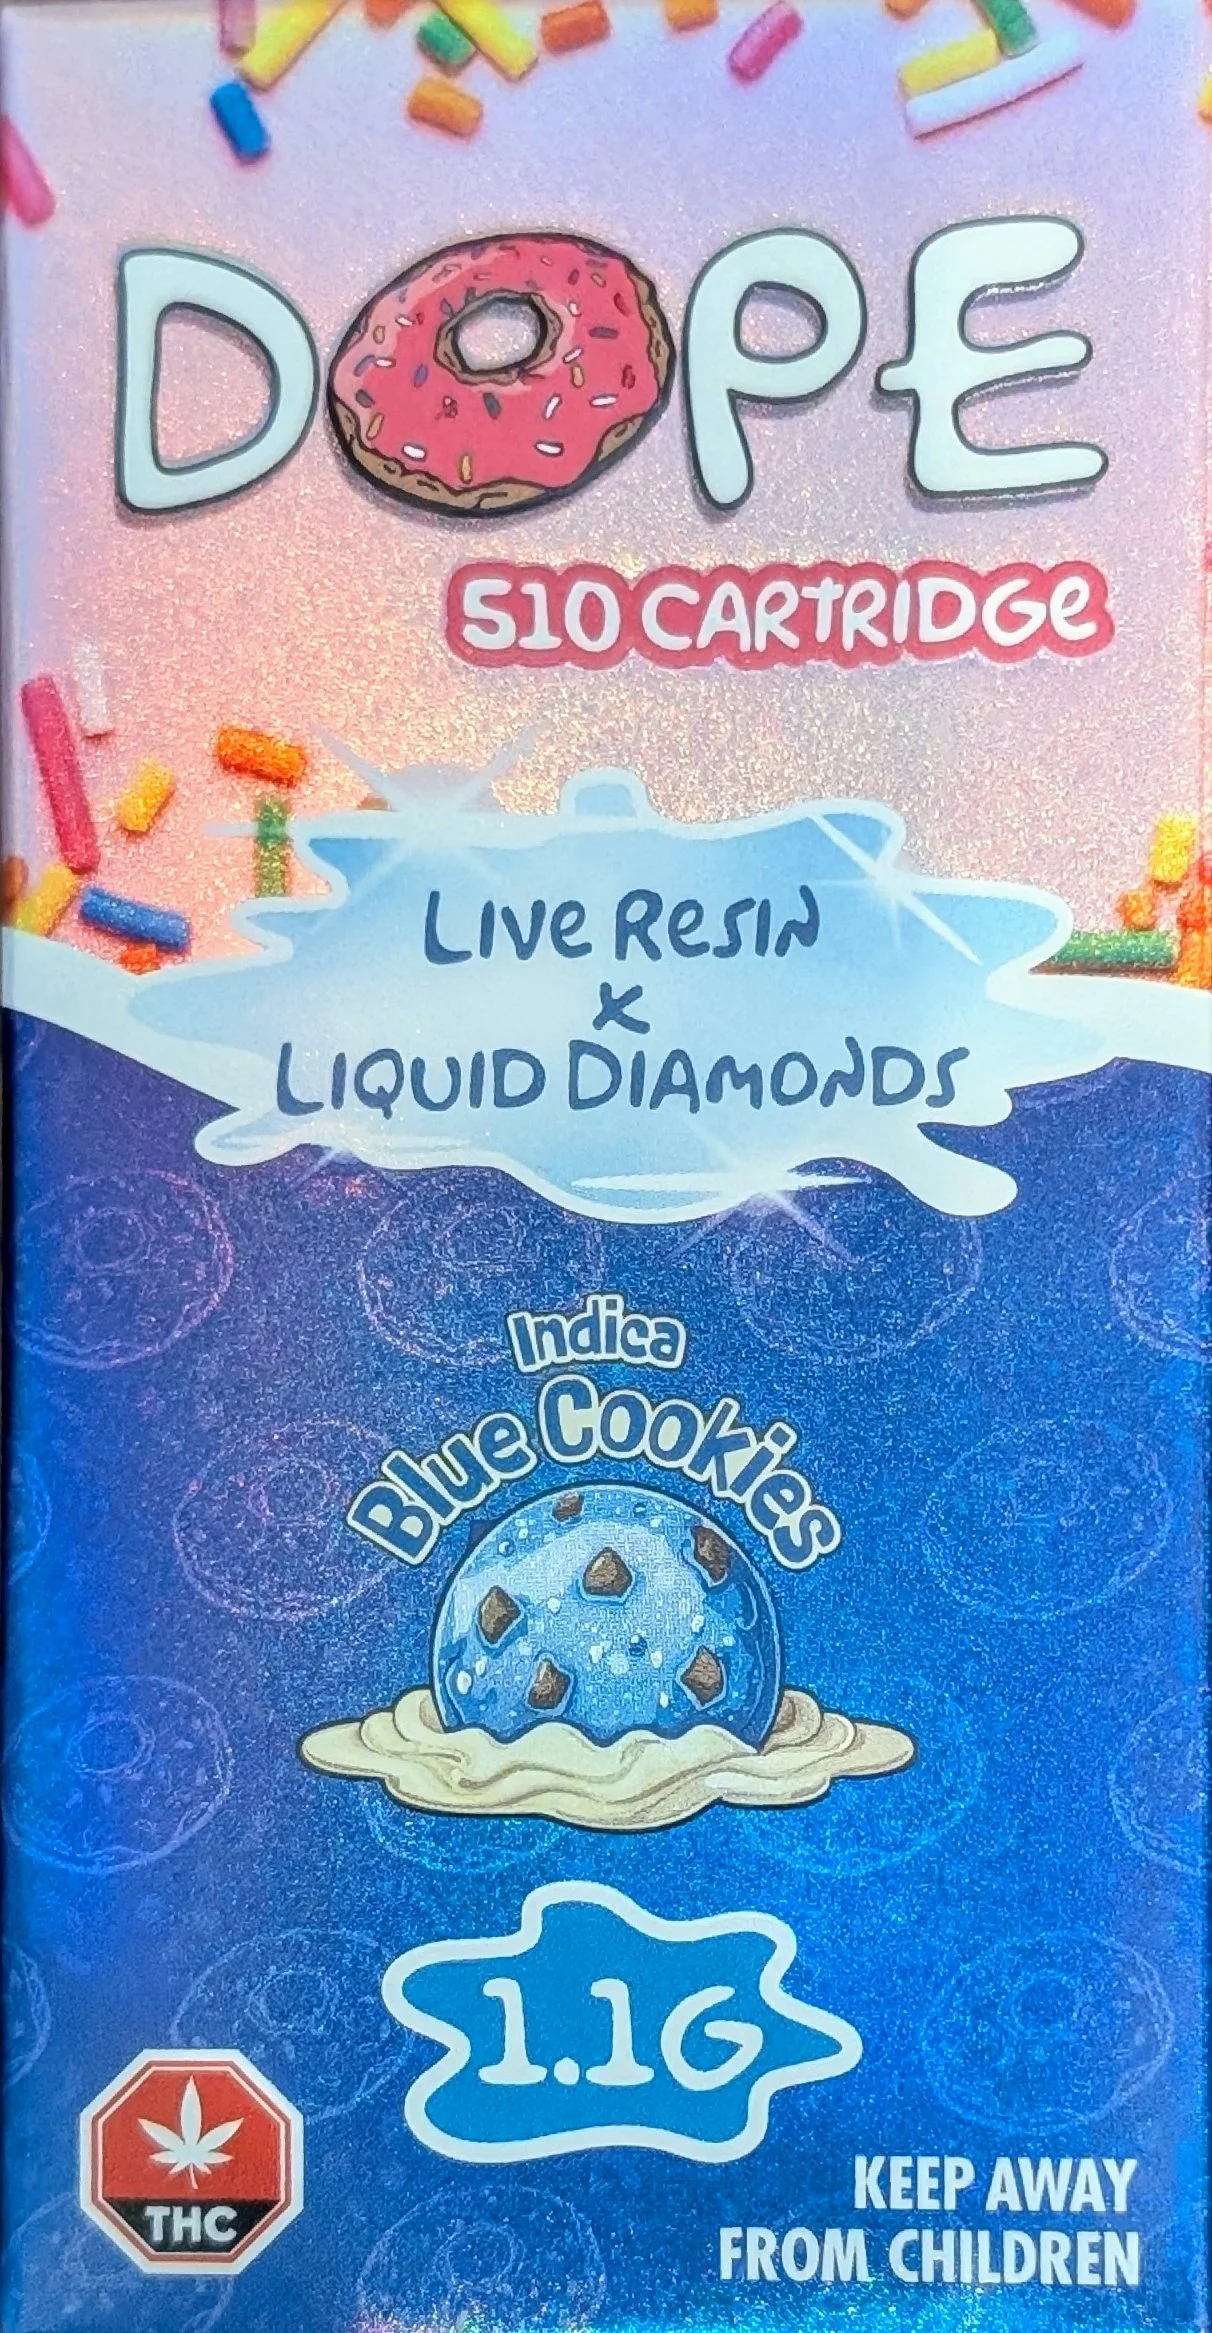 DOPE
510 CARTRIDGE
LIVE RESIN
X
LIQUID DIAMONDS
Indica
Blue Cookies
1.1G
THC
KEEP AWAY
FROM CHILDREN